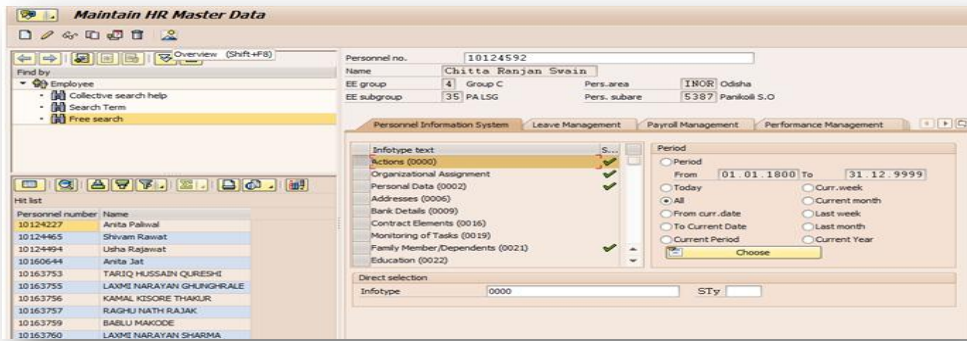 Maintain HR Master Data
Overview (Shift+F8)
Find by
Employee
Collective search help
Search Term
Free search
Hit list
Personnel number Name
10124227 Anita Paliwal
10124465 Shivam Rawat
10124494 Usha Rajawat
10160644 Anita Jat
10163753 TARIQ HUSSAIN QURESHI
10163755 LAXMI NARAYAN GHUNGHRALE
10163756 KAMAL KISORE THAKUR
10163757 RAGHU NATH RAJAK
10163759 BABLU MAKODE
10163760 LAXMI NARAYAN SHARMA
Personnel no. 10124592
Name Chitta Ranjan Swain
EE group 4 Group C Pers.area INOR Odisha
EE subgroup 35 PA LSG Pers. subare 5387 Panikoili S.O
Personnel Information System Leave Management Payroll Management Performance Management
Infotype text S...
Actions (0000)
Organizational Assignment
Personal Data (0002)
Addresses (0006)
Bank Details (0009)
Contract Elements (0016)
Monitoring of Tasks (0019)
Family Member/Dependents (0021)
Education (0022)
Period
Period
From 01.01.1800 To 31.12.9999
Today Curr.week
All Current month
From curr.date Last week
To Current Date Last month
Current Period Current Year
Choose
Direct selection
Infotype 0000 STy